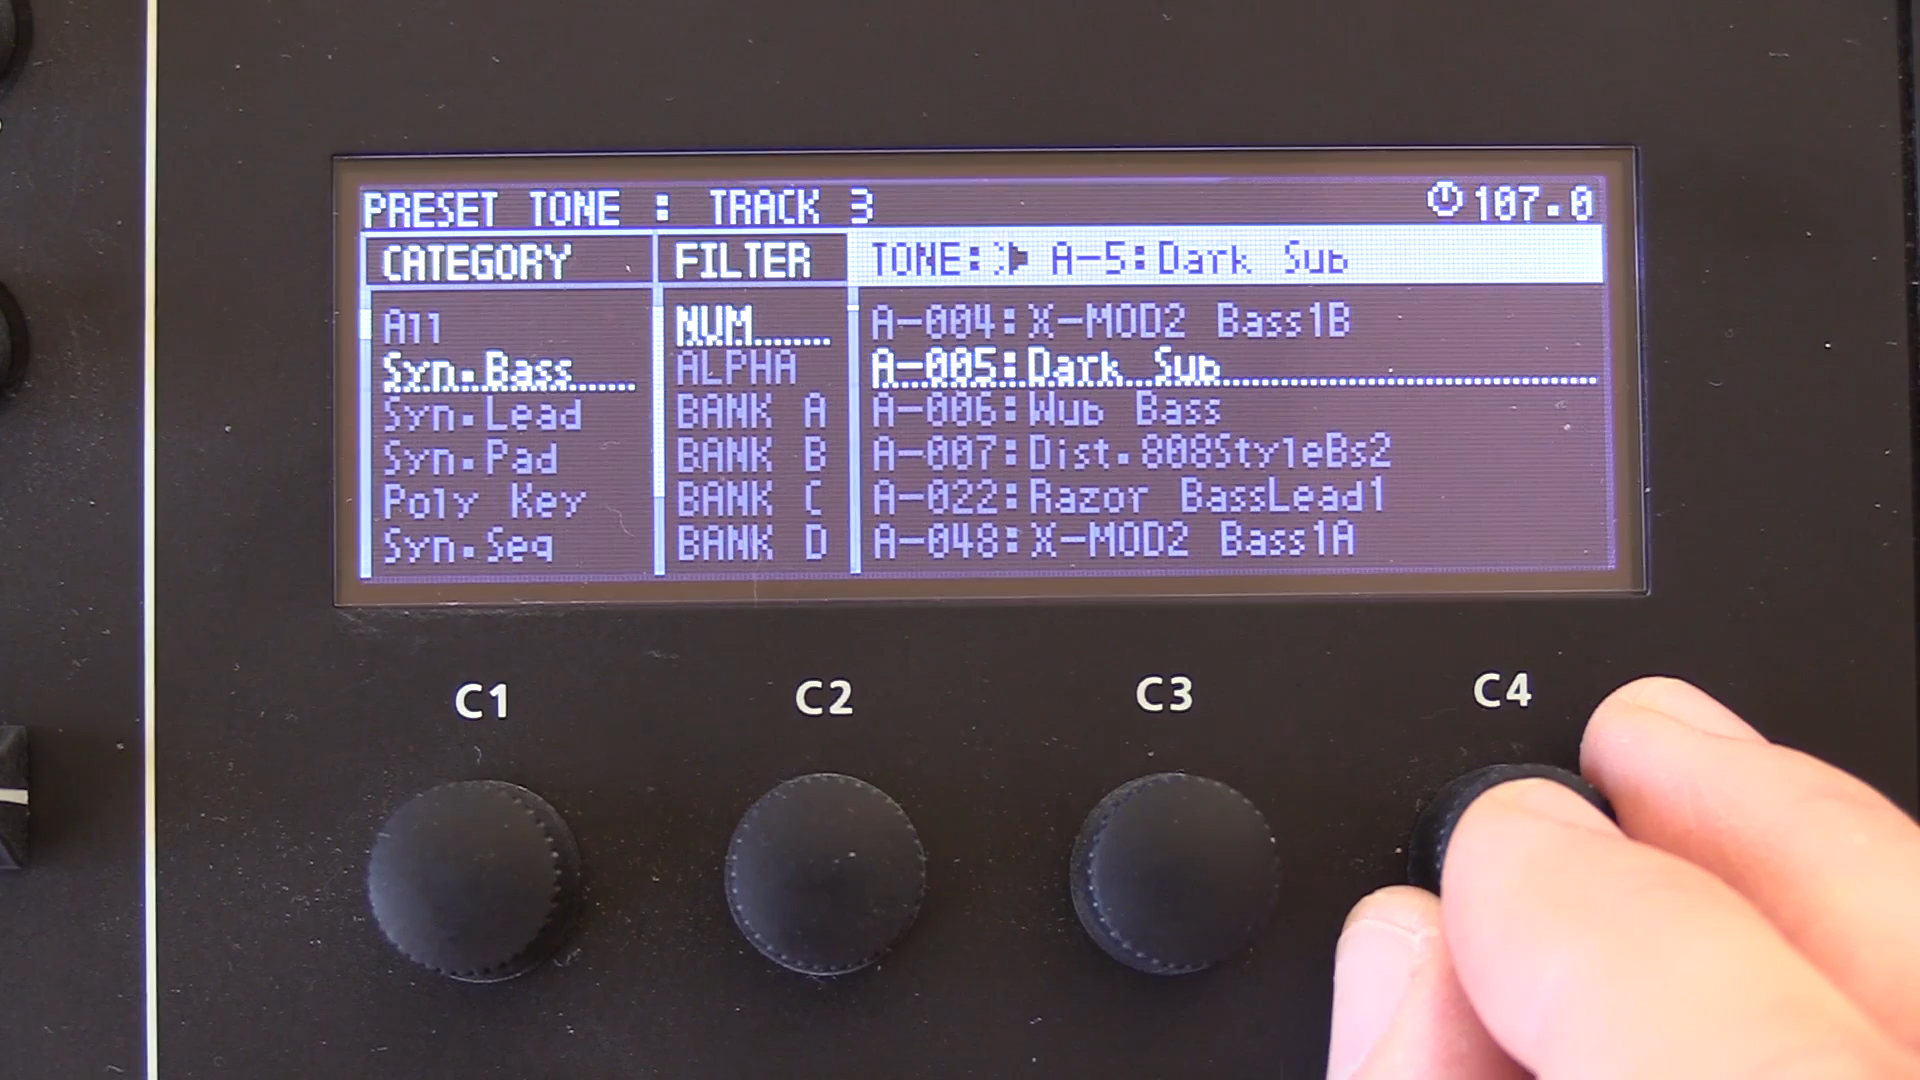 PRESET TONE : TRACK 3 107.0
CATEGORY FILTER TONE: A-5:Dark Sub
All NUM A-004:X-MOD2 Bass1B
Syn.Bass ALPHA A-005:Dark Sub
Syn.Lead BANK A A-006:Wub Bass
Syn.Pad BANK B A-007:Dist.808StyleBs2
Poly Key BANK C A-022:Razor BassLead1
Syn.Seq BANK D A-048:X-MOD2 Bass1A
C1 C2 C3 C4